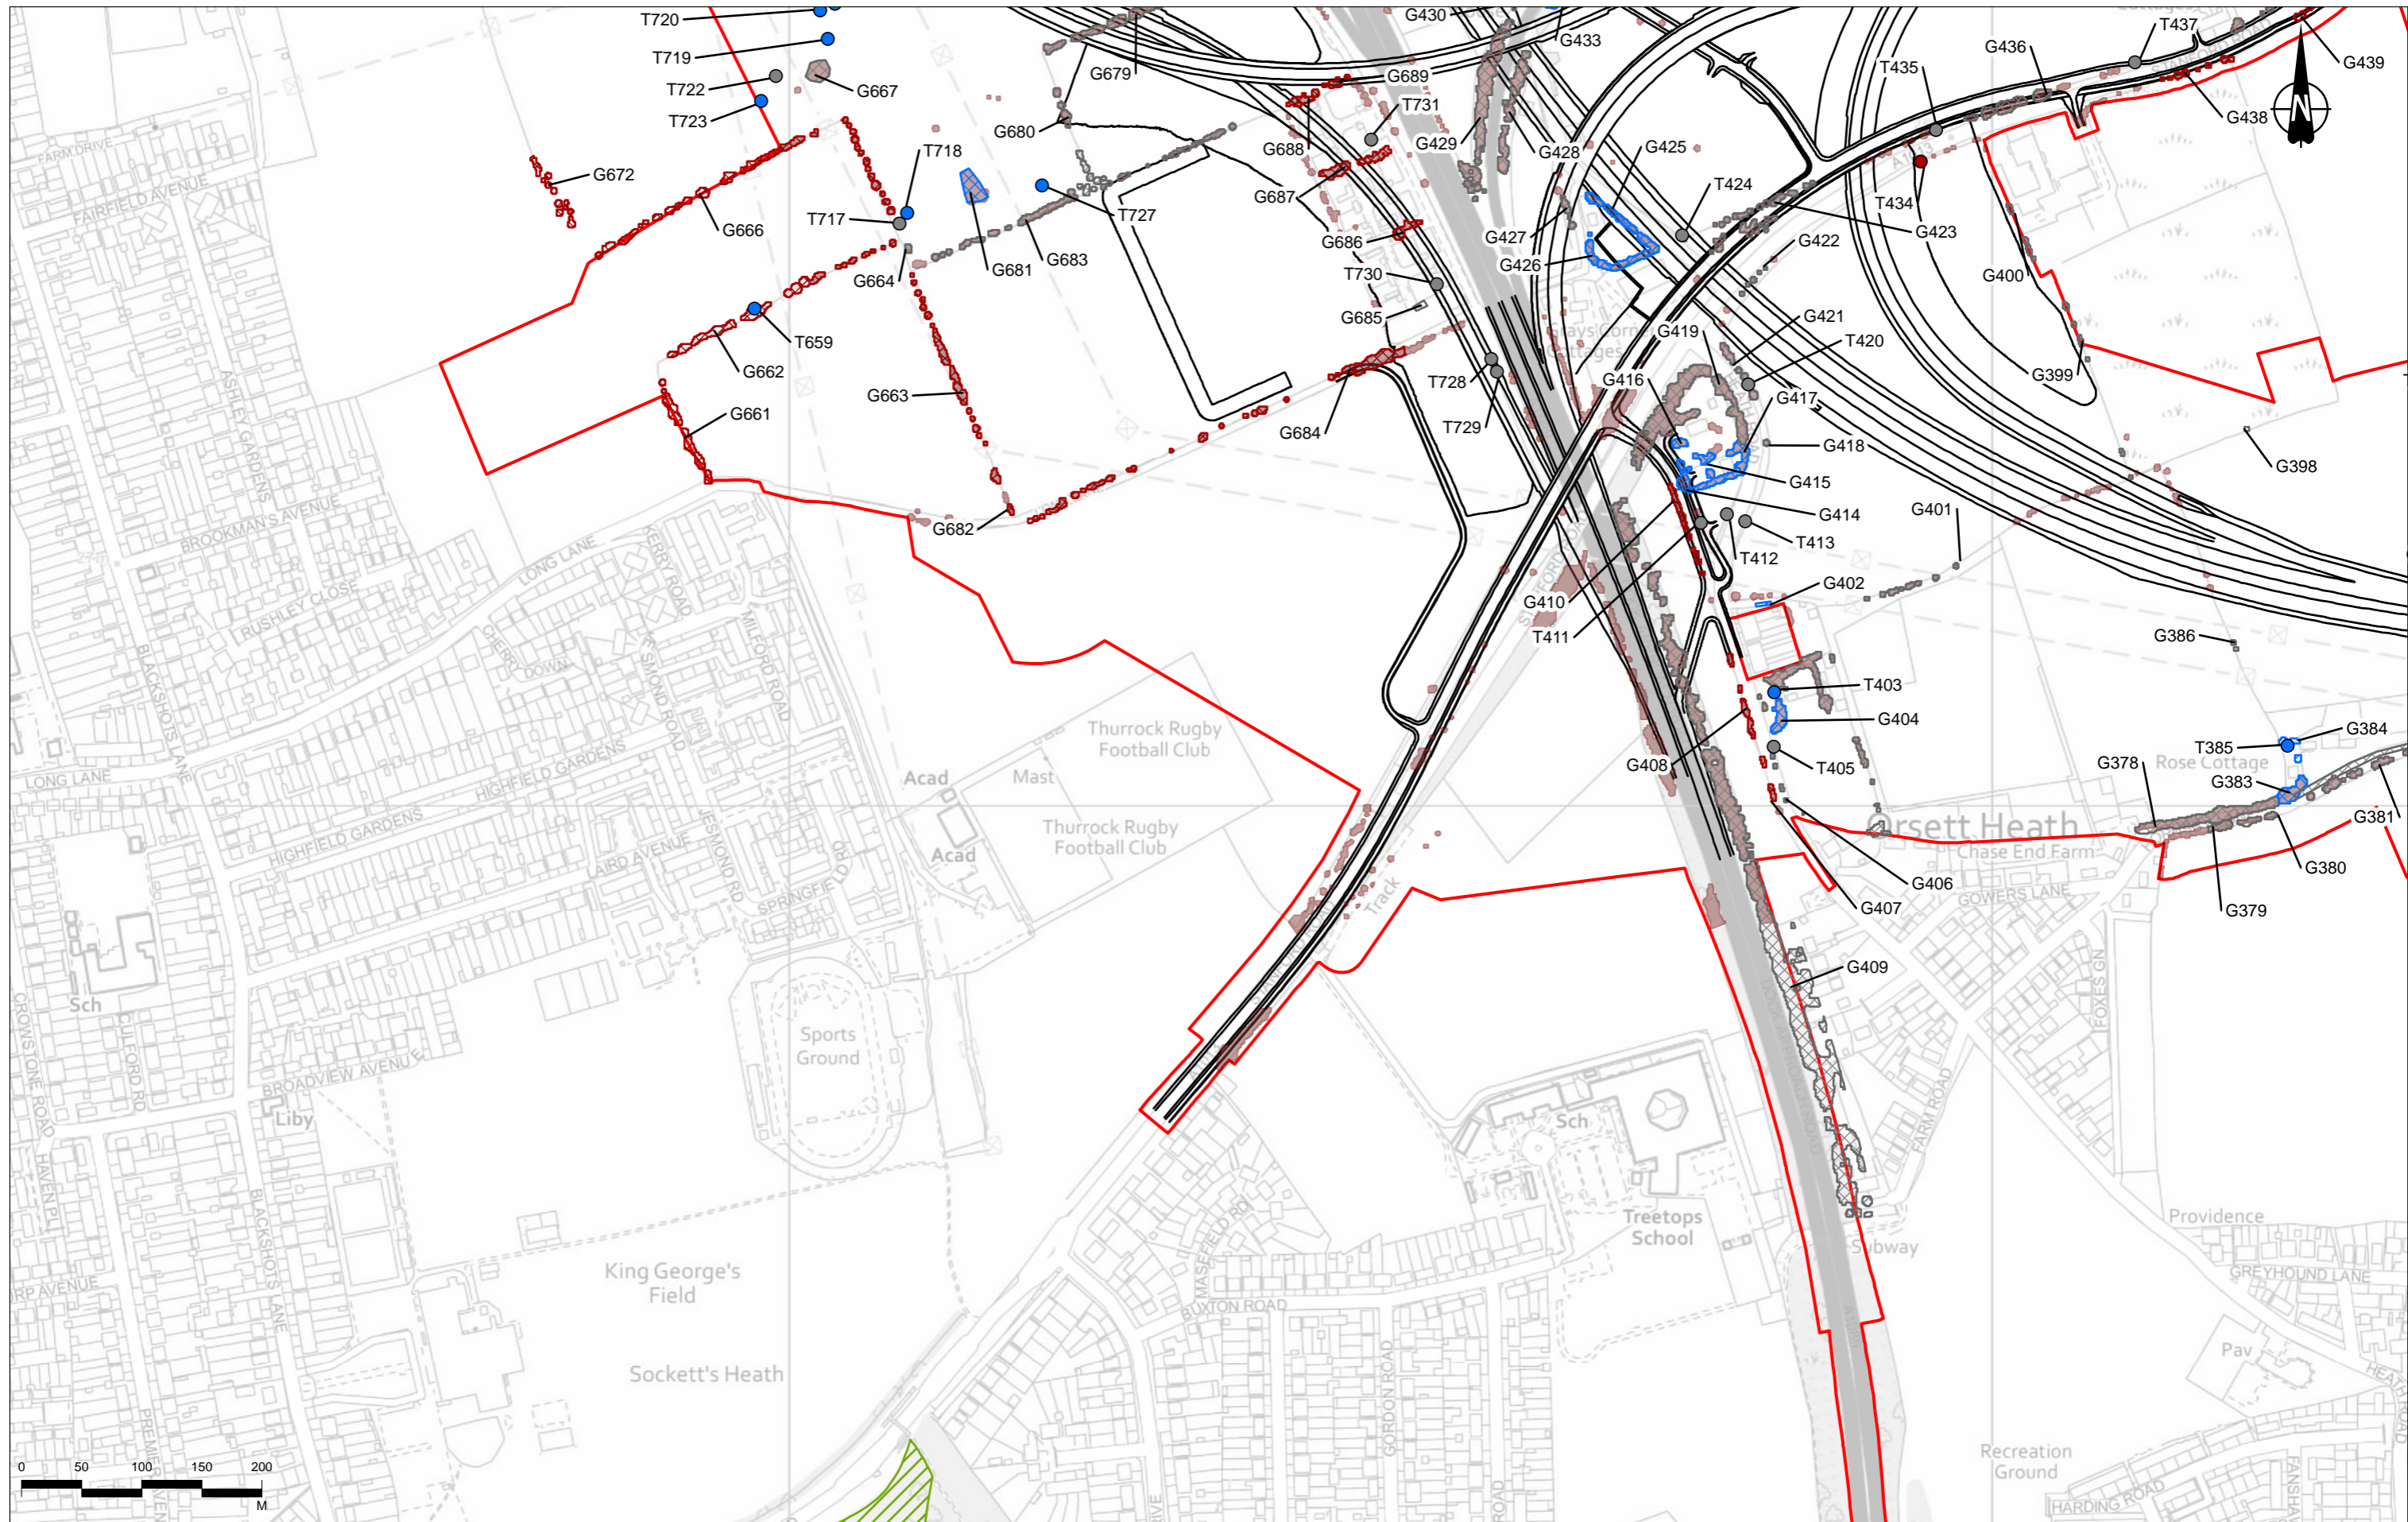 T720
T719
T722
T723
G667
G672
G666
T718
T717
G664
G681
G683
T727
G679
G680
G430
G433
G689
T731
G688
G429
G428
G687
G686
T730
G685
T728
T729
G684
G427
G426
G425
T424
G423
G422
G421
G419
T420
G416
G417
G418
G415
G414
T413
T412
G410
T411
G402
G401
T403
G404
T405
G408
G406
G407
G409
T435
G436
T437
G439
G438
T434
G400
G399
G398
G386
T385
G384
G383
G378
G379
G380
G381
T659
G662
G661
G663
G682
N
FARM DRIVE
FAIRFIELD AVENUE
ASHLEY GARDENS
BROOKMAN'S AVENUE
RUSHLEY CLOSE
LONG LANE
KERRY ROAD
CHERRY DOWN
MILFORD ROAD
BLACKSHOTS LANE
LONG LANE
HIGHFIELD GARDENS
HIGHFIELD GARDENS
LAIRD AVENUE
JESMOND RD
Grays Corner
Cottages
Thurrock Rugby
Football Club
Acad
Mast
Thurrock Rugby
Football Club
Acad
Track
Rose Cottage
Orsett Heath
Chase End Farm
GOWERS LANE
FOXES GN
FARM ROAD
Sch
CROWSTONE ROAD
CULFORD RD
HAVEN PL
BROADVIEW AVENUE
Liby
Sports
Ground
Sch
Treetops
School
Subway
Providence
GREYHOUND LANE
King George's
Field
MASEFIELD RD
BUXTON ROAD
BLACKSHOTS LANE
Sockett's Heath
GORDON ROAD
Pav
Recreation
Ground
HARDING ROAD
0 50 100 150 200
M